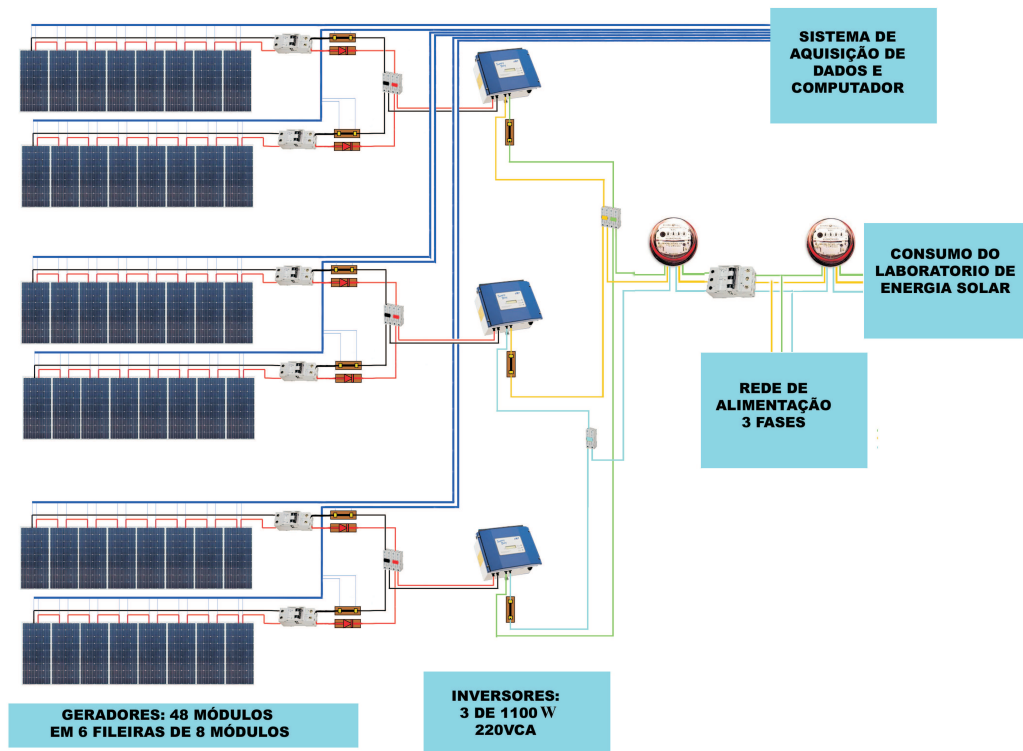 SISTEMA DE
AQUISIÇÃO DE
DADOS E
COMPUTADOR
CONSUMO DO
LABORATORIO DE
ENERGIA SOLAR
REDE DE
ALIMENTAÇÃO
3 FASES
INVERSORES:
3 DE 1100 W
220VCA
GERADORES: 48 MÓDULOS
EM 6 FILEIRAS DE 8 MÓDULOS